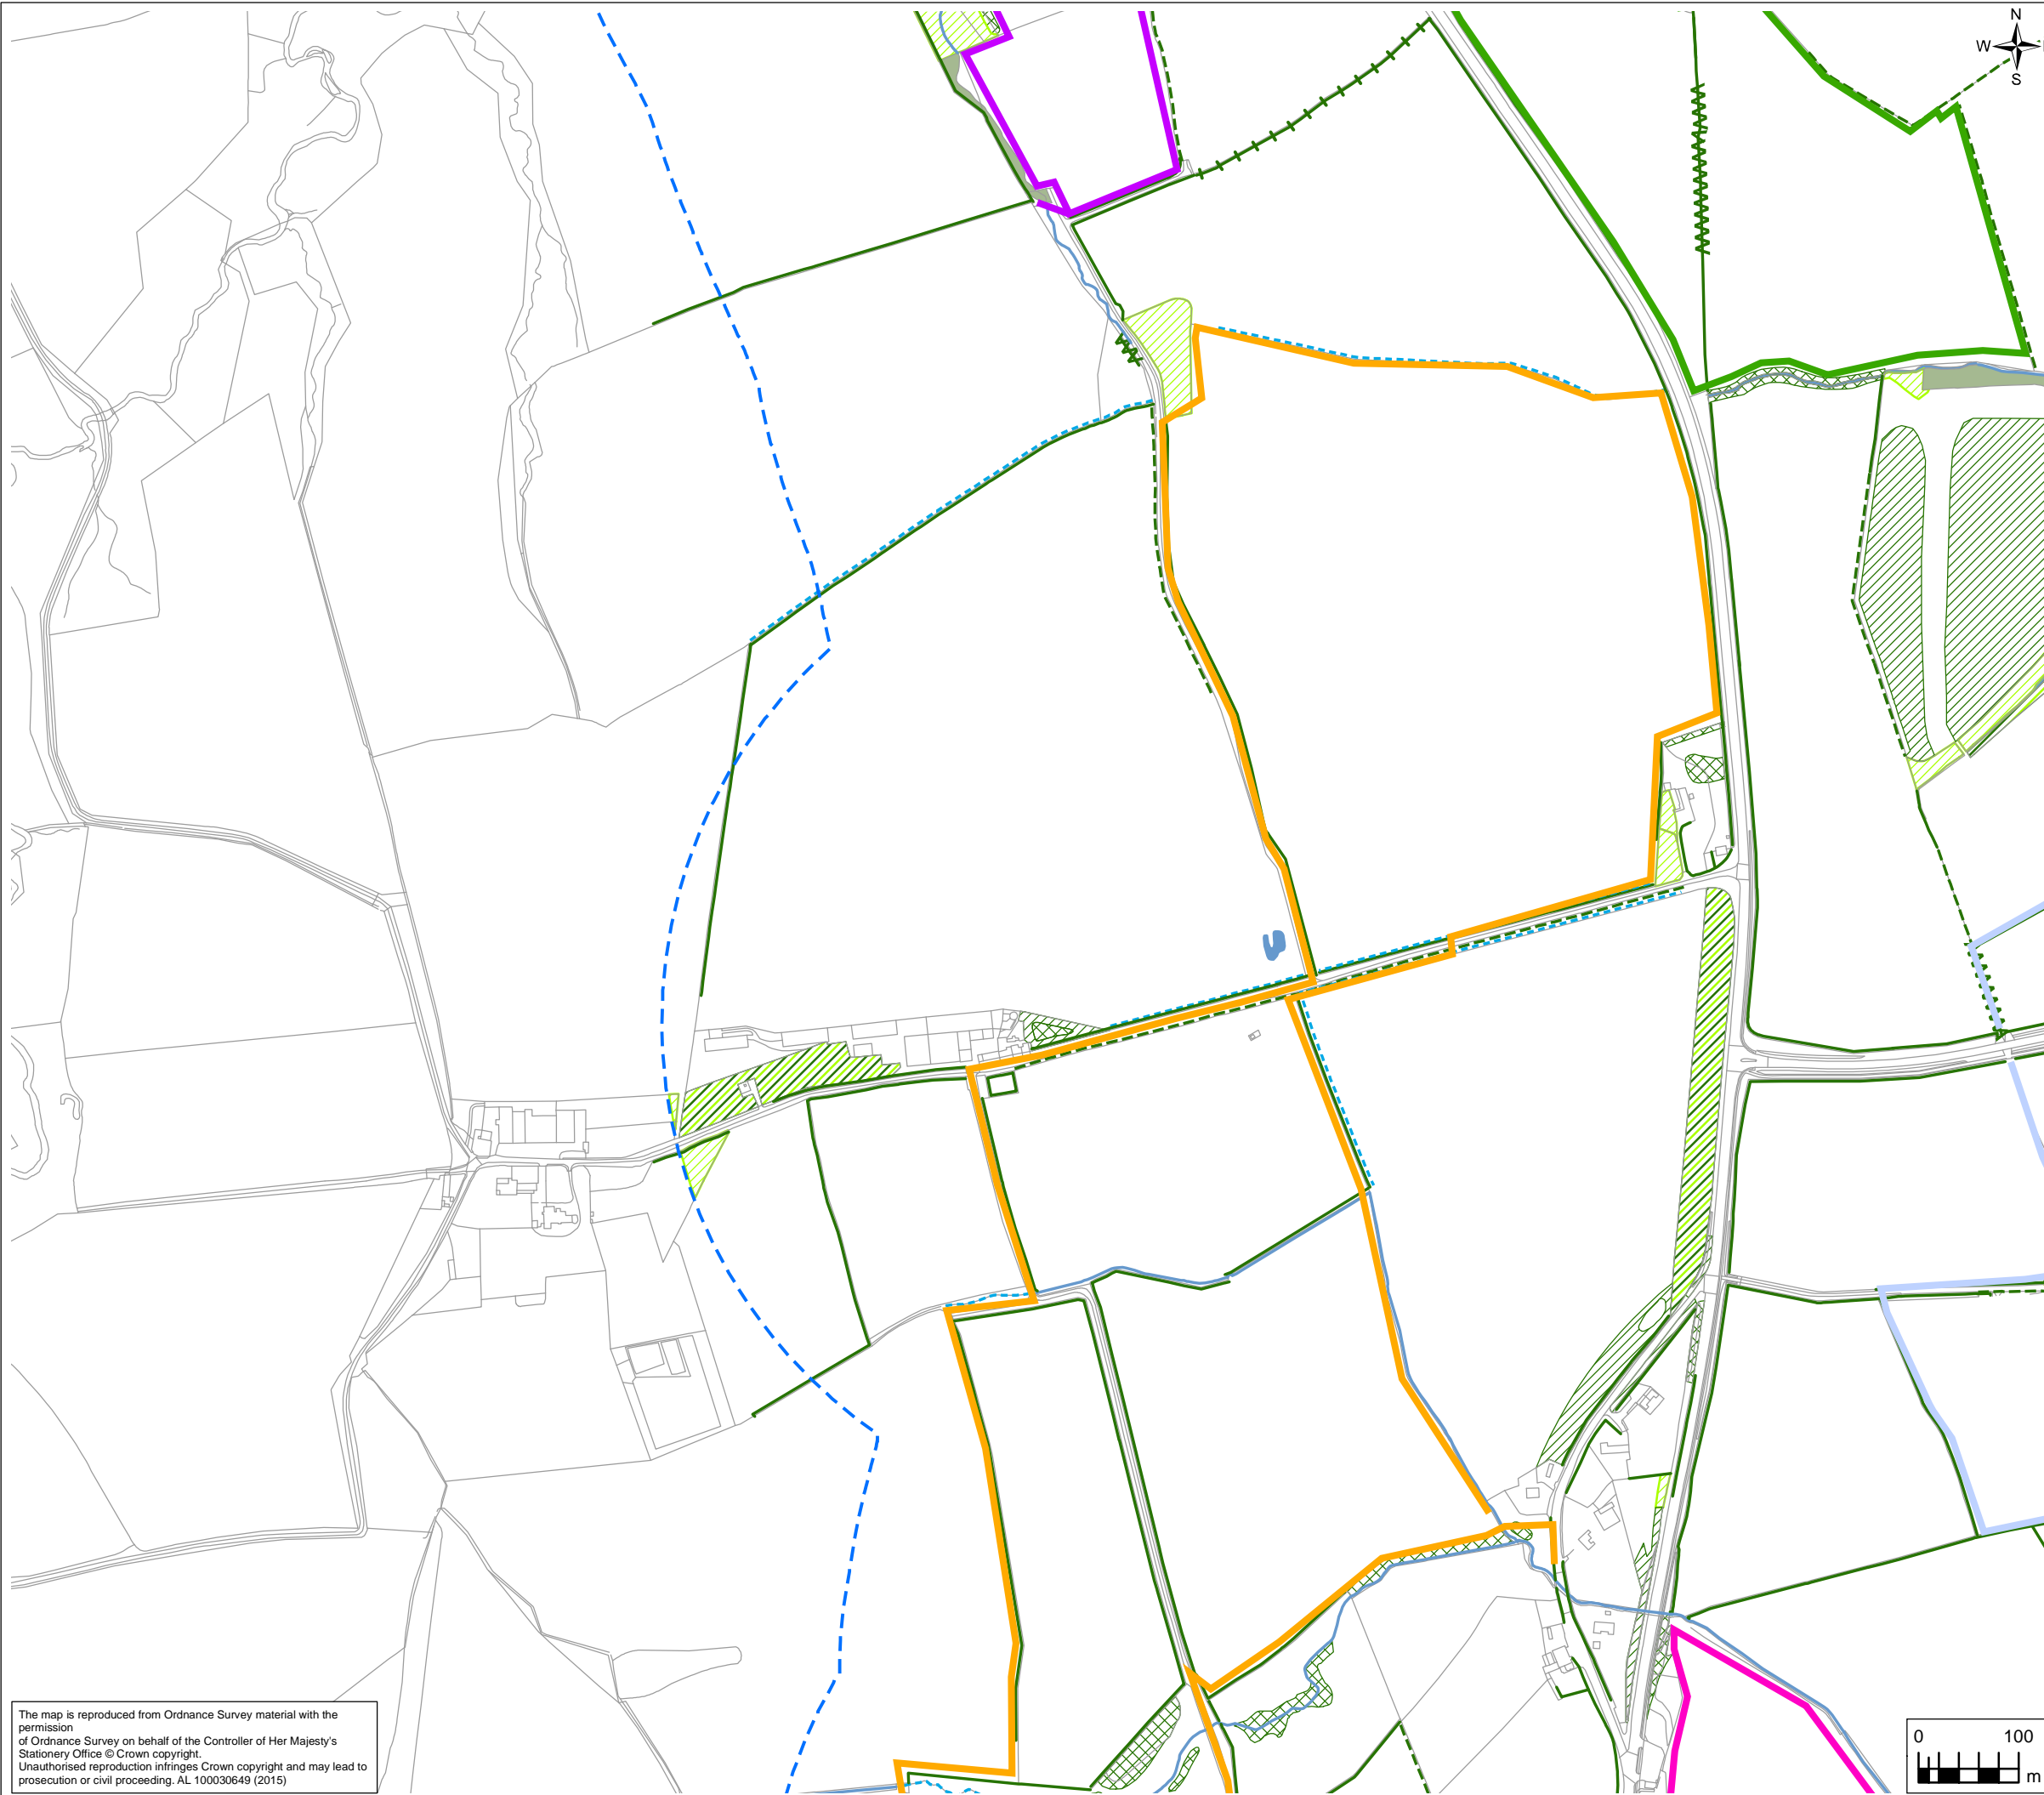 N
W
S
The map is reproduced from Ordnance Survey material with the
permission
of Ordnance Survey on behalf of the Controller of Her Majesty's
Stationery Office © Crown copyright.
Unauthorised reproduction infringes Crown copyright and may lead to
prosecution or civil proceeding. AL 100030649 (2015)
0 100
m